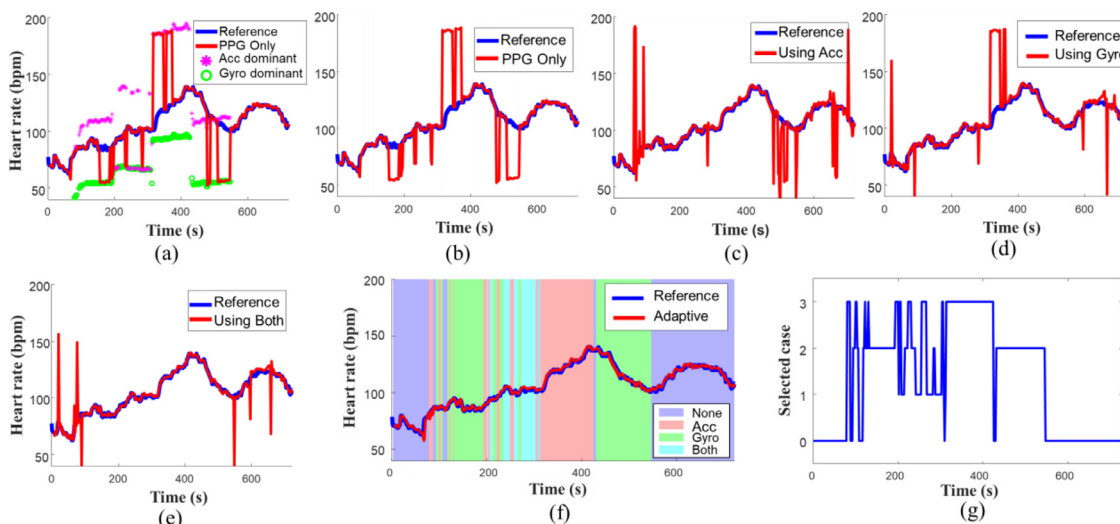 200
150
100
50
0
200
400
600
Heart rate (bpm)
Time (s)
Reference
PPG Only
Acc dominant
Gyro dominant
(a)
200
150
100
50
0
200
400
600
Time (s)
Reference
PPG Only
(b)
200
150
100
50
0
200
400
600
Time (s)
Reference
Using Acc
(c)
200
150
100
50
0
200
400
600
Time (s)
Reference
Using Gyro
(d)
200
150
100
50
0
200
400
600
Heart rate (bpm)
Time (s)
Reference
Using Both
(e)
200
150
100
50
0
200
400
600
Heart rate (bpm)
Time (s)
Reference
Adaptive
None
Acc
Gyro
Both
(f)
3
2
1
0
0
200
400
600
Selected case
Time (s)
(g)